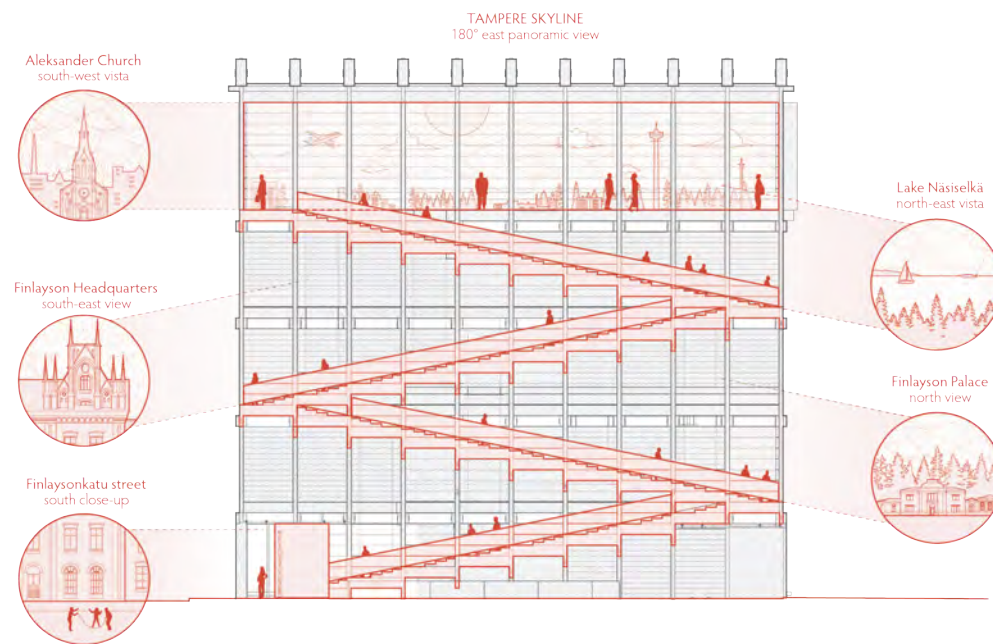 TAMPERE SKYLINE
180° east panoramic view
Aleksander Church
south-west vista
Lake Näsiselkä
north-east vista
Finlayson Headquarters
south-east view
Finlayson Palace
north view
Finlaysonkatu street
south close-up